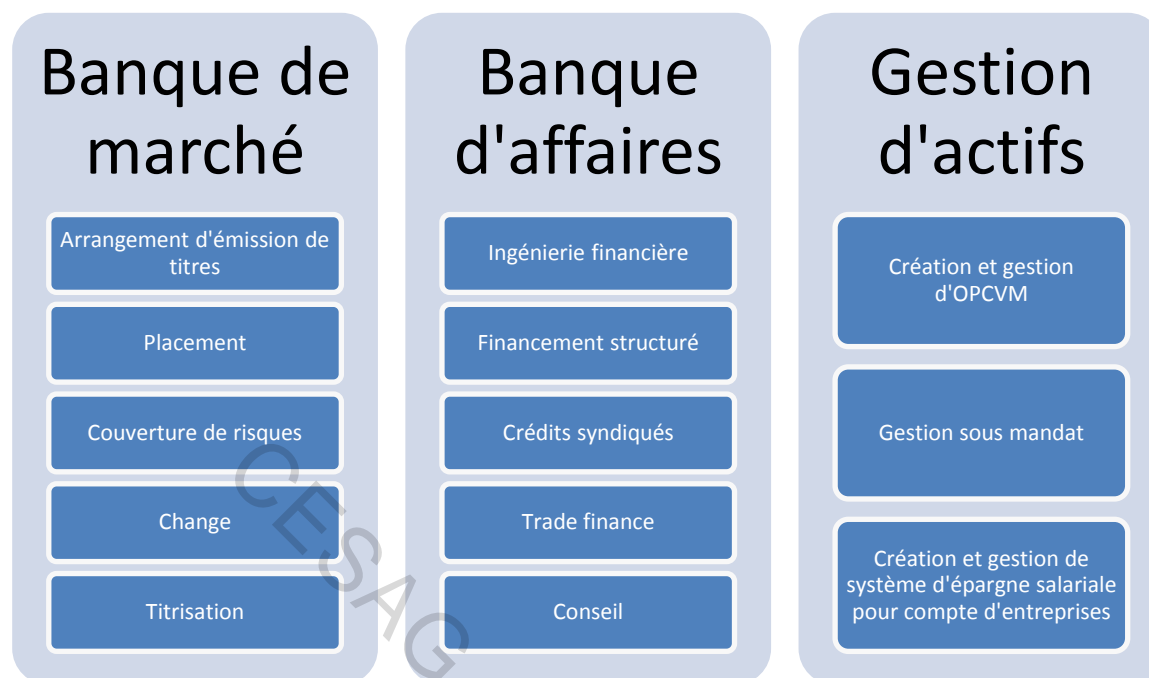 Banque de
marché
Arrangement d'émission de
titres
Placement
Couverture de risques
Change
Titrisation
Banque
d'affaires
Ingénierie financière
Financement structuré
Crédits syndiqués
Trade finance
Conseil
Gestion
d'actifs
Création et gestion
d'OPCVM
Gestion sous mandat
Création et gestion de
système d'épargne salariale
pour compte d'entreprises
CESAG